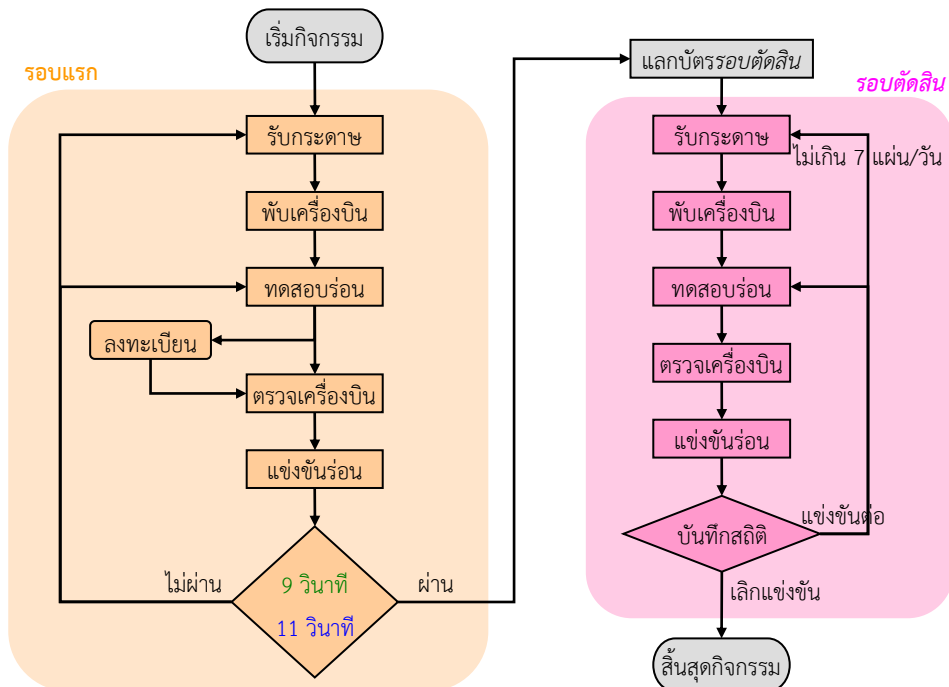 เริ่มกิจกรรม
รอบแรก
รับกระดาษ
พับเครื่องบิน
ทดสอบร่อน
ลงทะเบียน
ตรวจเครื่องบิน
แข่งขันร่อน
ไม่ผ่าน
9 วินาที
11 วินาที
ผ่าน
แลกบัตรรอบตัดสิน
รอบตัดสิน
รับกระดาษ
ไม่เกิน 7 แผ่น/วัน
พับเครื่องบิน
ทดสอบร่อน
ตรวจเครื่องบิน
แข่งขันร่อน
แข่งขันต่อ
บันทึกสถิติ
เลิกแข่งขัน
สิ้นสุดกิจกรรม